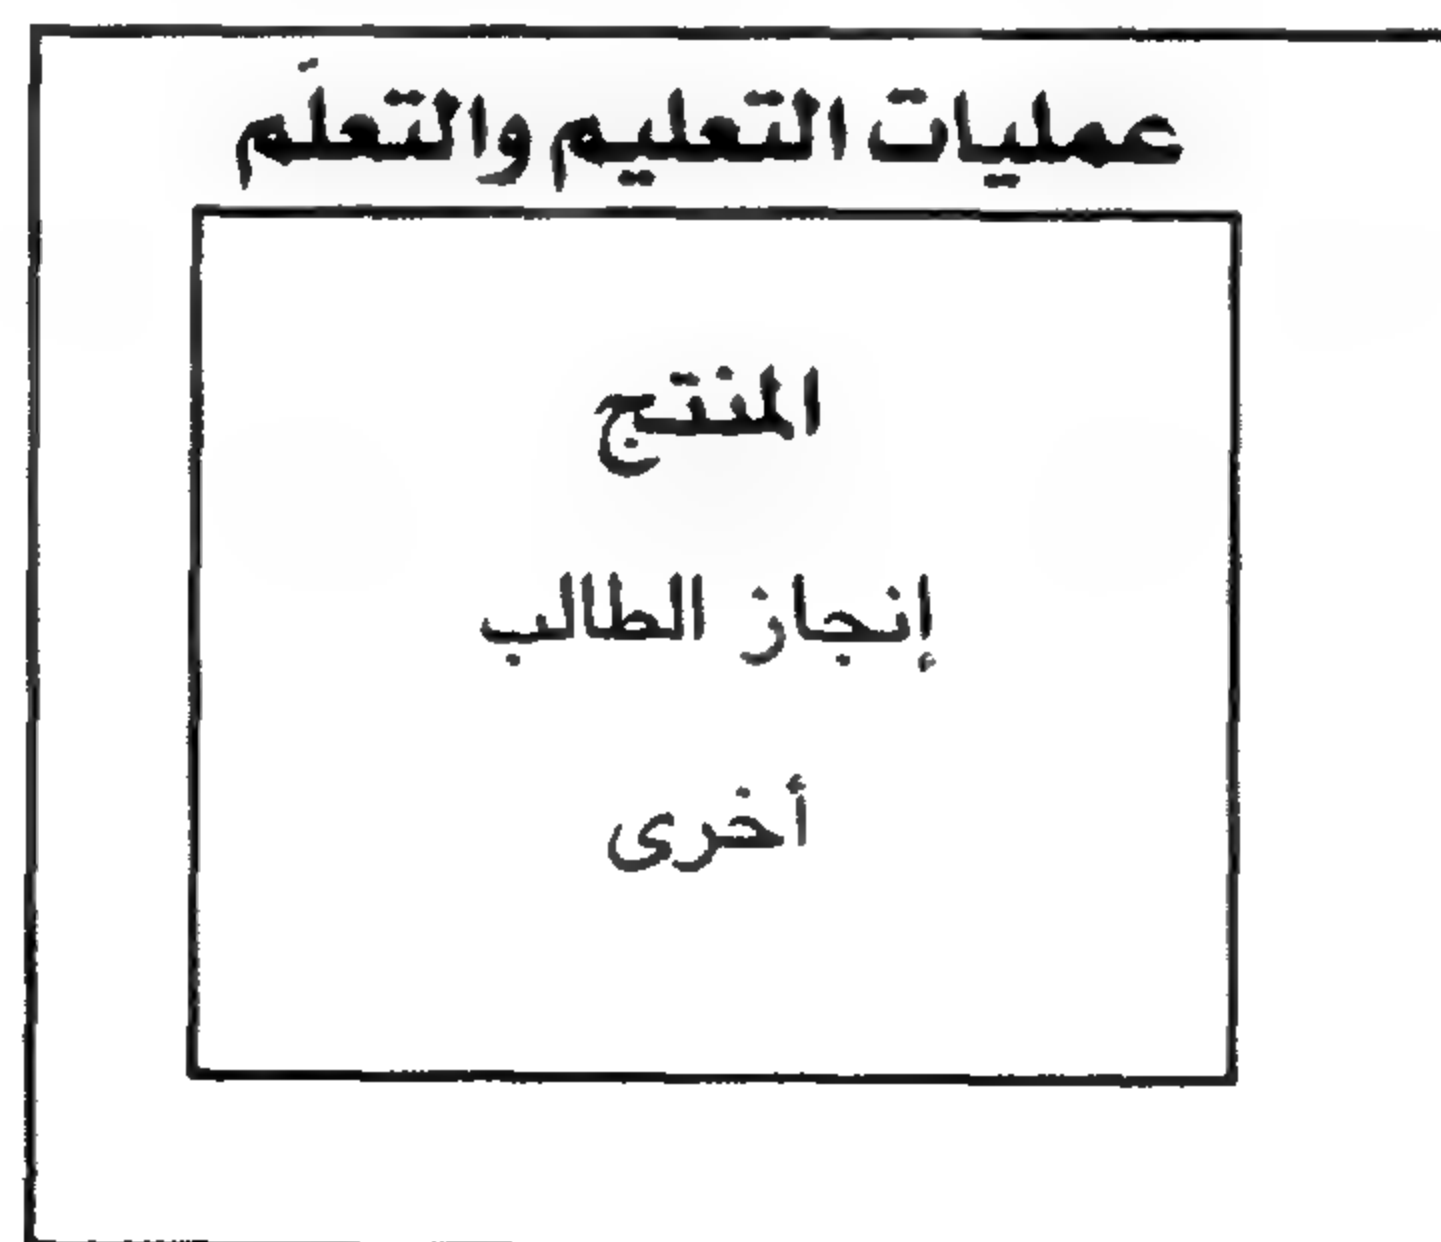 عمليات التعليم والتعلَم
المنتج
إنجاز الطالب
أخرى